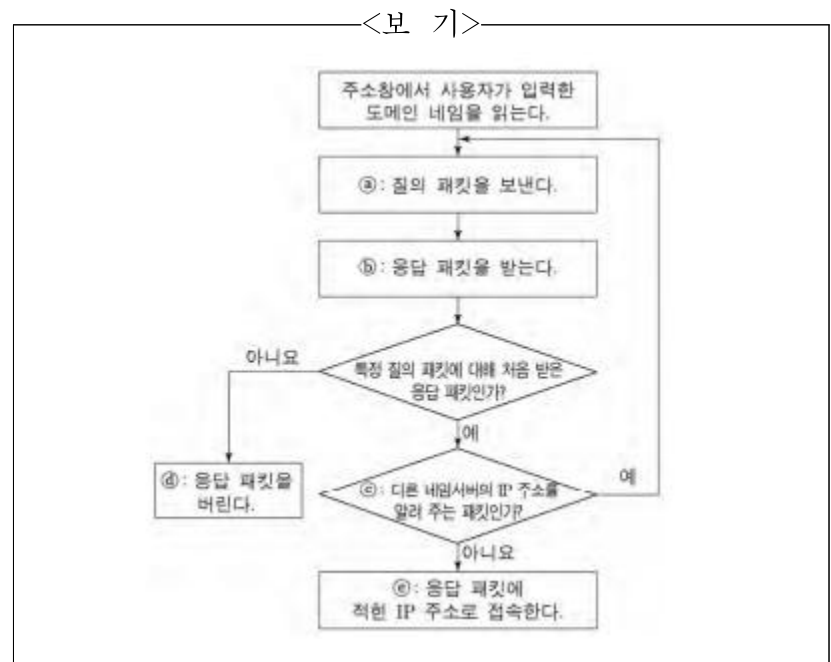 <보 기>
주소창에서 사용자가 입력한
도메인 네임을 읽는다.
ⓐ: 질의 패킷을 보낸다.
ⓑ: 응답 패킷을 받는다.
아니요
특정 질의 패킷에 대해 처음 받은
응답 패킷인가?
예
ⓓ: 응답 패킷을
버린다.
ⓒ: 다른 네임서버의 IP 주소를
알려 주는 패킷인가?
예
아니요
ⓔ: 응답 패킷에
적힌 IP 주소로 접속한다.